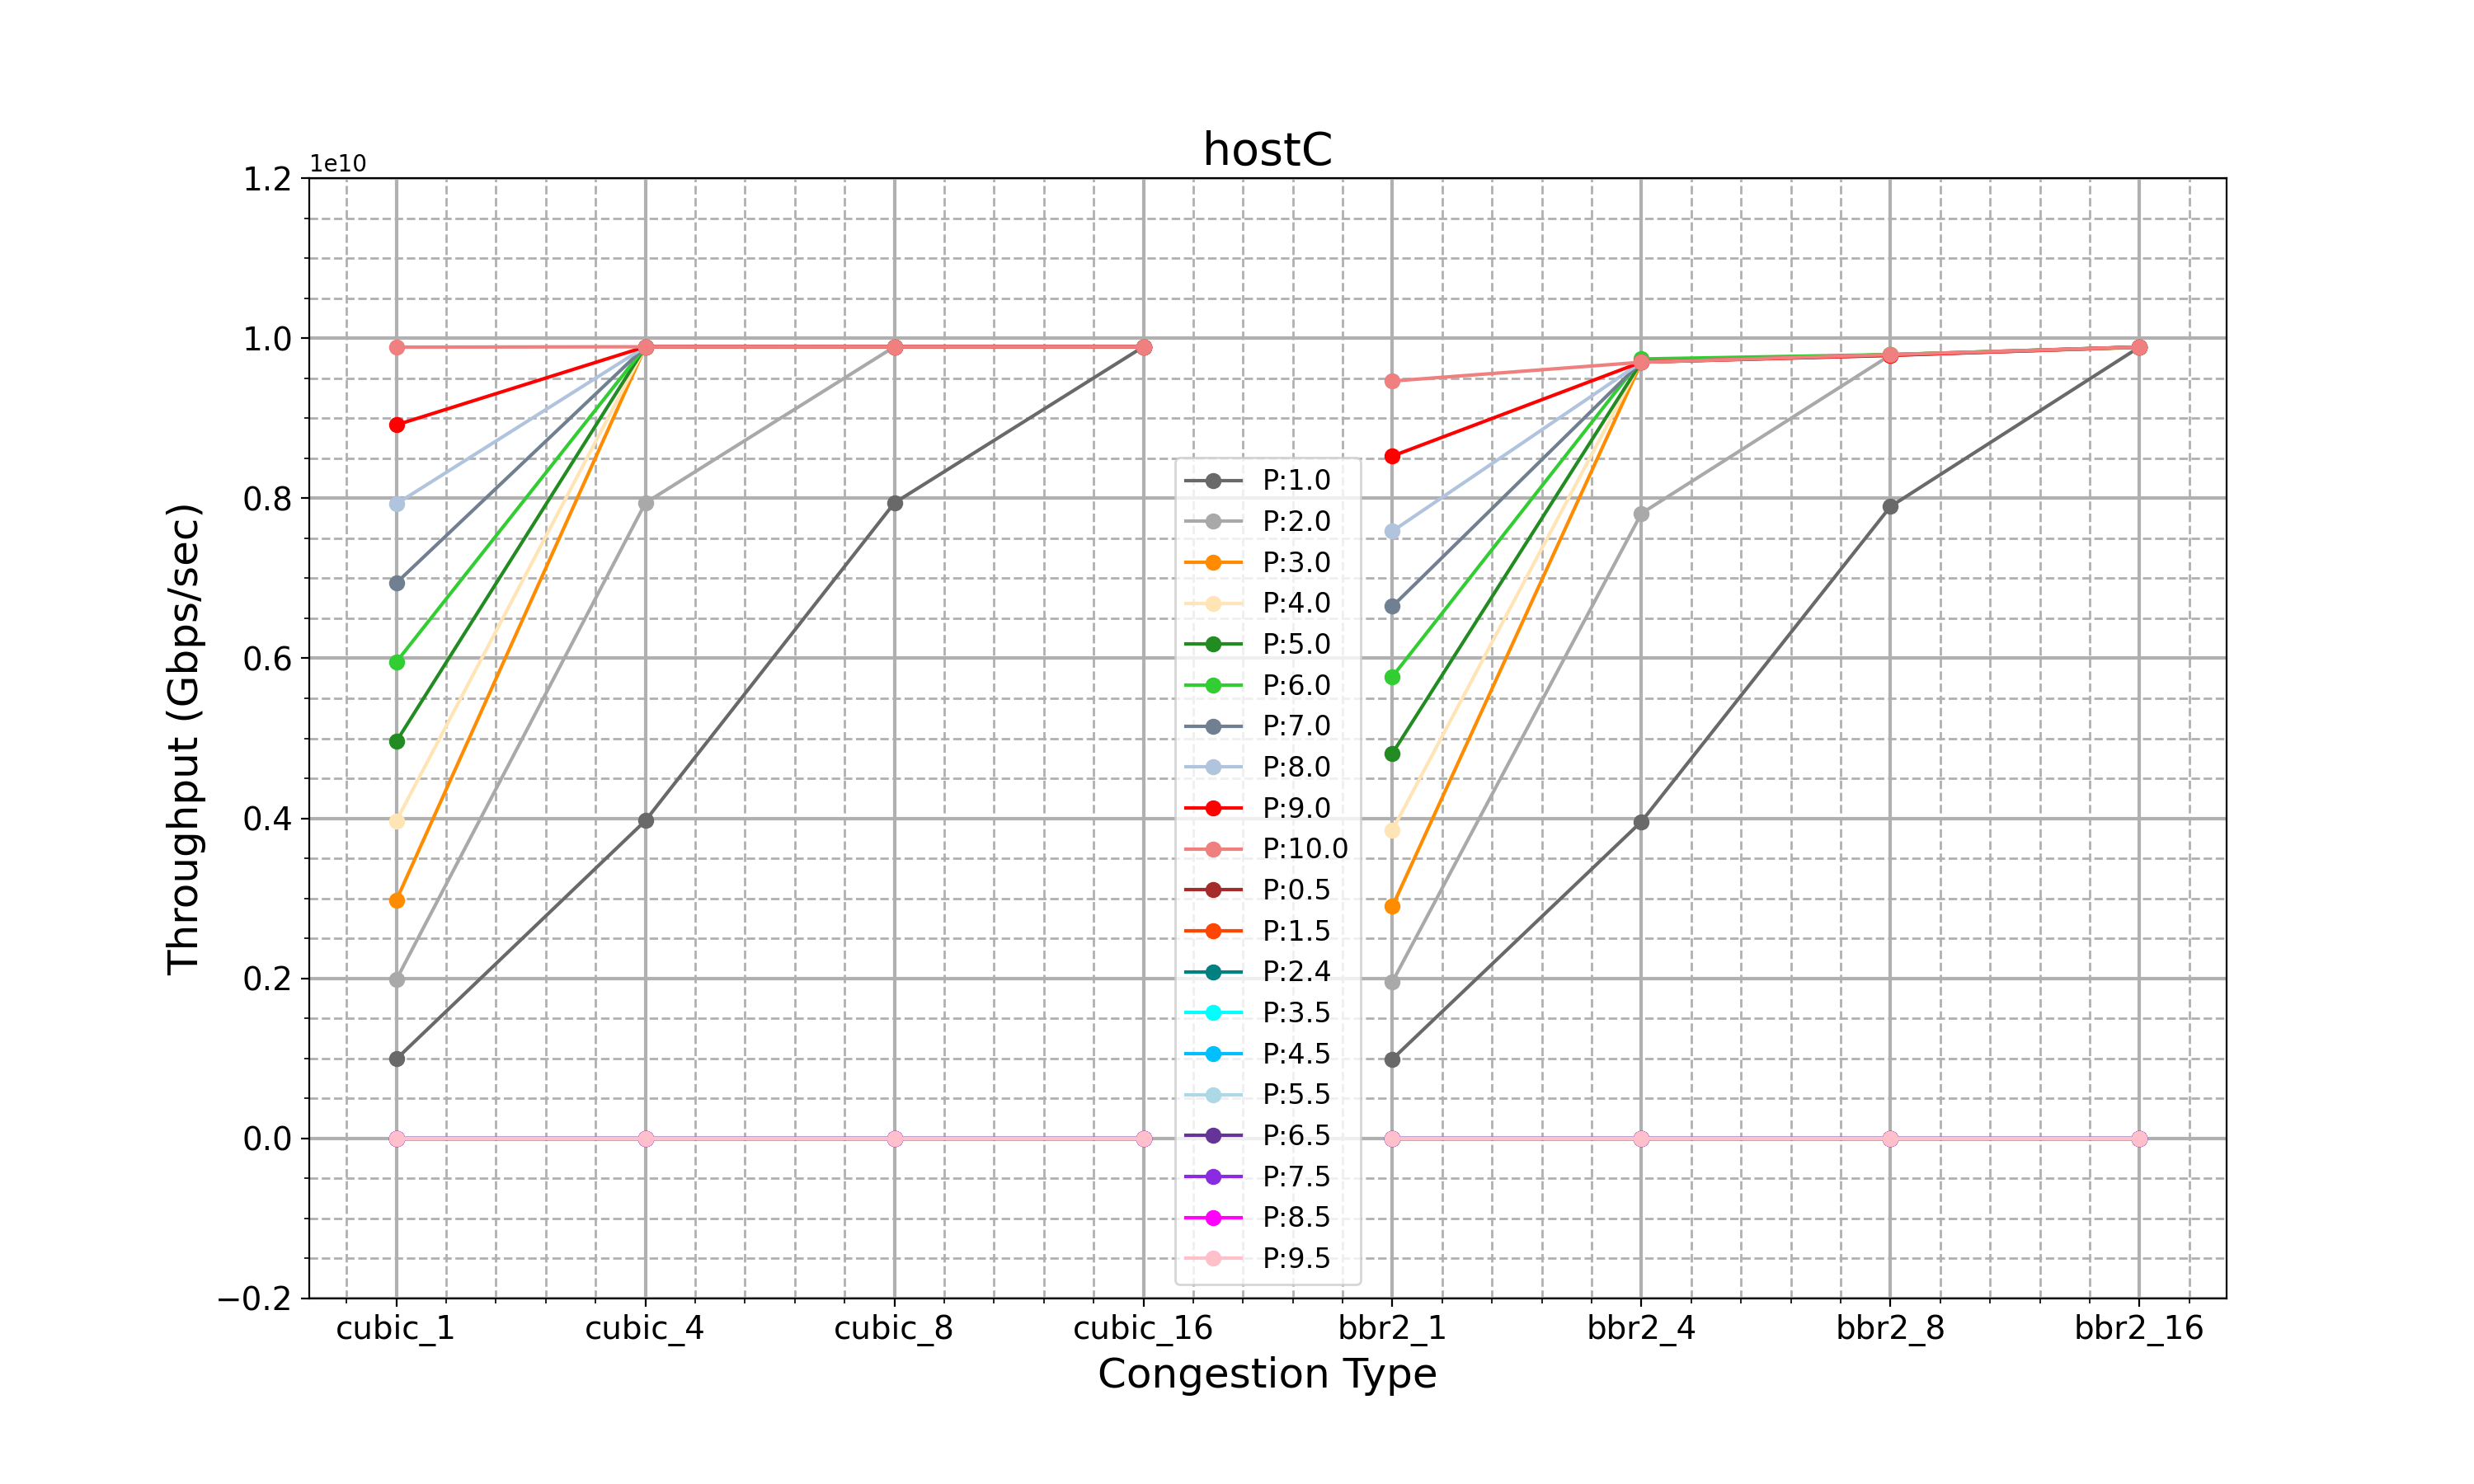 hostC
1e10
1.2
1.0
0.8
0.6
0.4
0.2
0.0
−0.2
Throughput (Gbps/sec)
P:1.0
P:2.0
P:3.0
P:4.0
P:5.0
P:6.0
P:7.0
P:8.0
P:9.0
P:10.0
P:0.5
P:1.5
P:2.4
P:3.5
P:4.5
P:5.5
P:6.5
P:7.5
P:8.5
P:9.5
cubic_1 cubic_4 cubic_8 cubic_16 bbr2_1 bbr2_4 bbr2_8 bbr2_16
Congestion Type